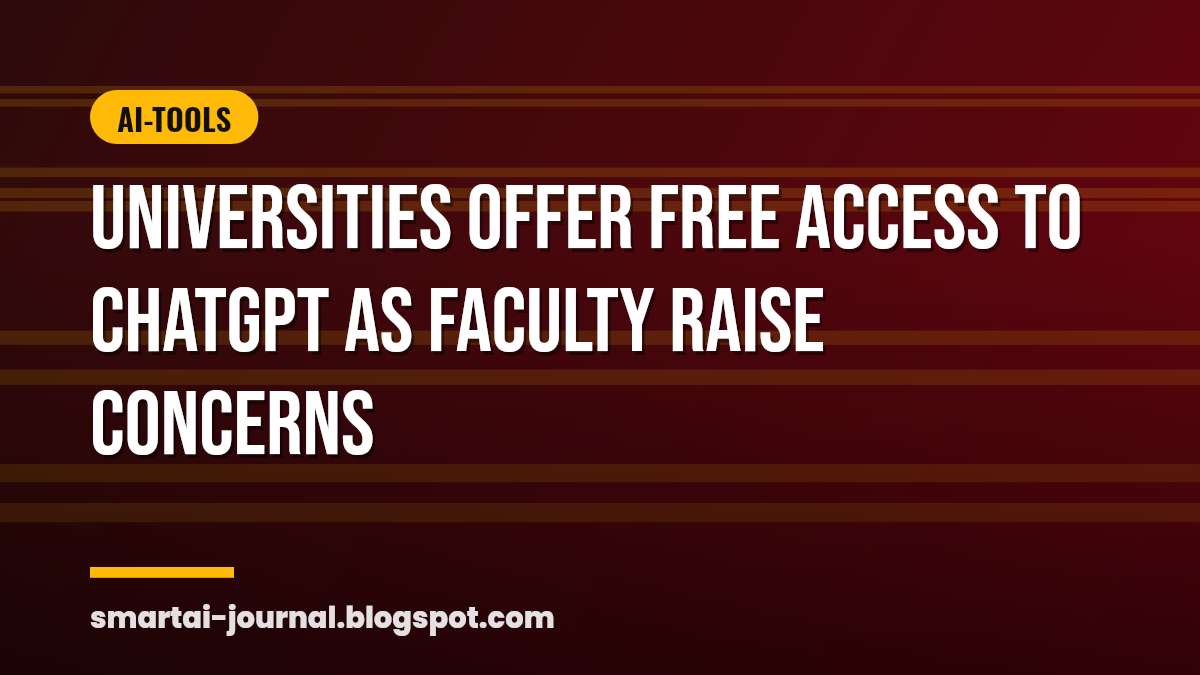 AI-TOOLS
UNIVERSITIES OFFER FREE ACCESS TO
CHATGPT AS FACULTY RAISE
CONCERNS
smartai-journal.blogspot.com